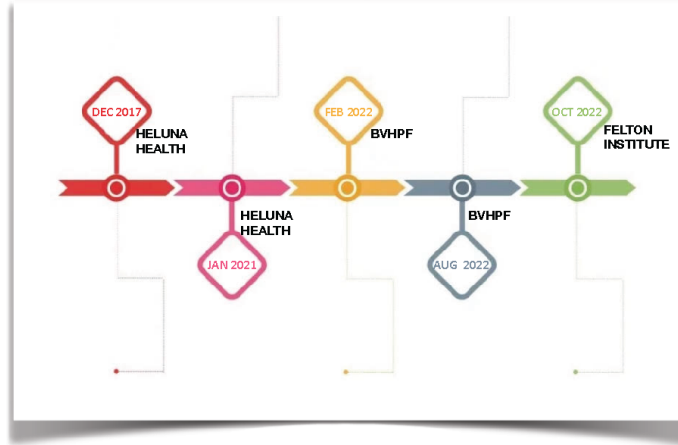 DEC 2017
HELUNA
HEALTH
JAN 2021
HELUNA
HEALTH
FEB 2022
BVHPF
AUG 2022
BVHPF
OCT 2022
FELTON
INSTITUTE